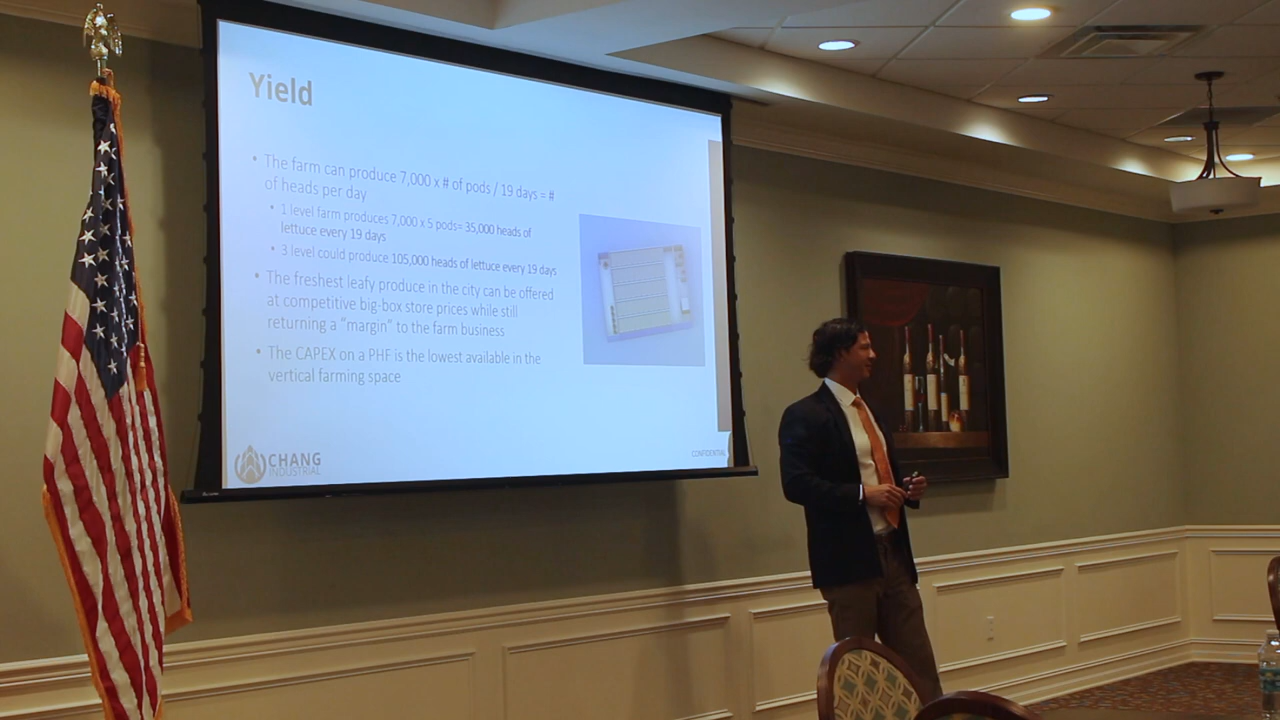 Yield
• The farm can produce 7,000 x # of pods / 19 days = #
of heads per day
• 1 level farm produces 7,000 x 5 pods= 35,000 heads of
lettuce every 19 days
• 3 level could produce 105,000 heads of lettuce every 19 days
• The freshest leafy produce in the city can be offered
at competitive big-box store prices while still
returning a “margin” to the farm business
• The CAPEX on a PHF is the lowest available in the
vertical farming space
CHANG
INDUSTRIAL
CONFIDENTIAL